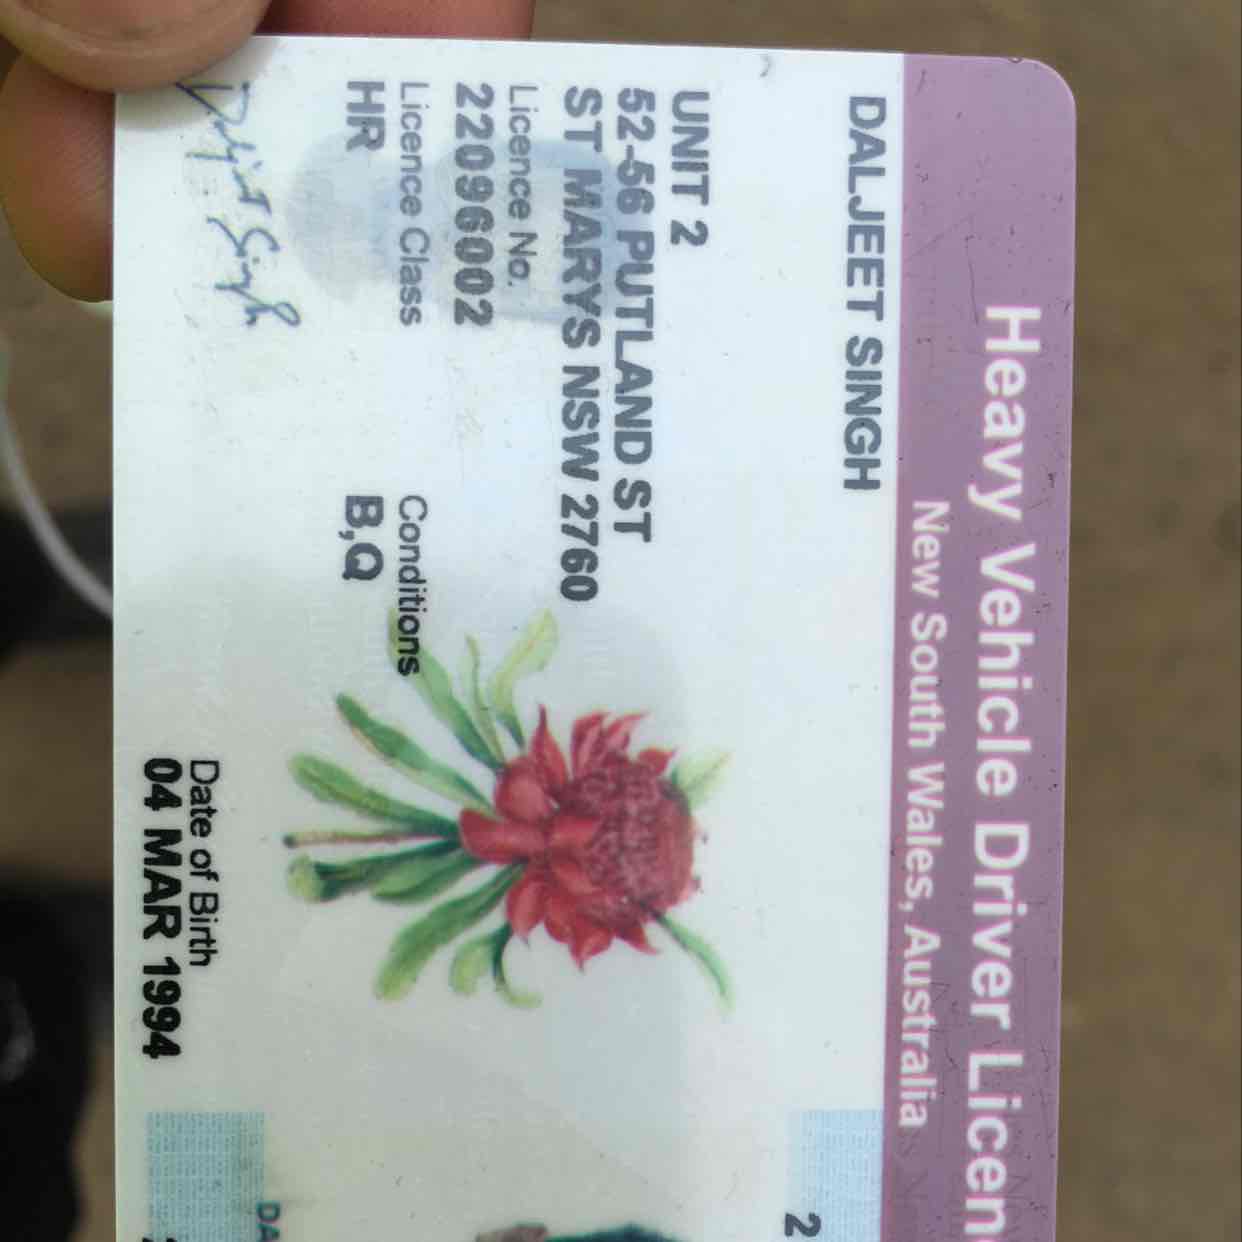 Heavy Vehicle Driver Licen
New South Wales, Australia
DALJEET SINGH
UNIT 2
52-56 PUTLAND ST
ST MARYS NSW 2760
Licence No.
22096002
Licence Class
HR
Conditions
B,Q
Daljeet Singh
Date of Birth
04 MAR 1994
2
DA